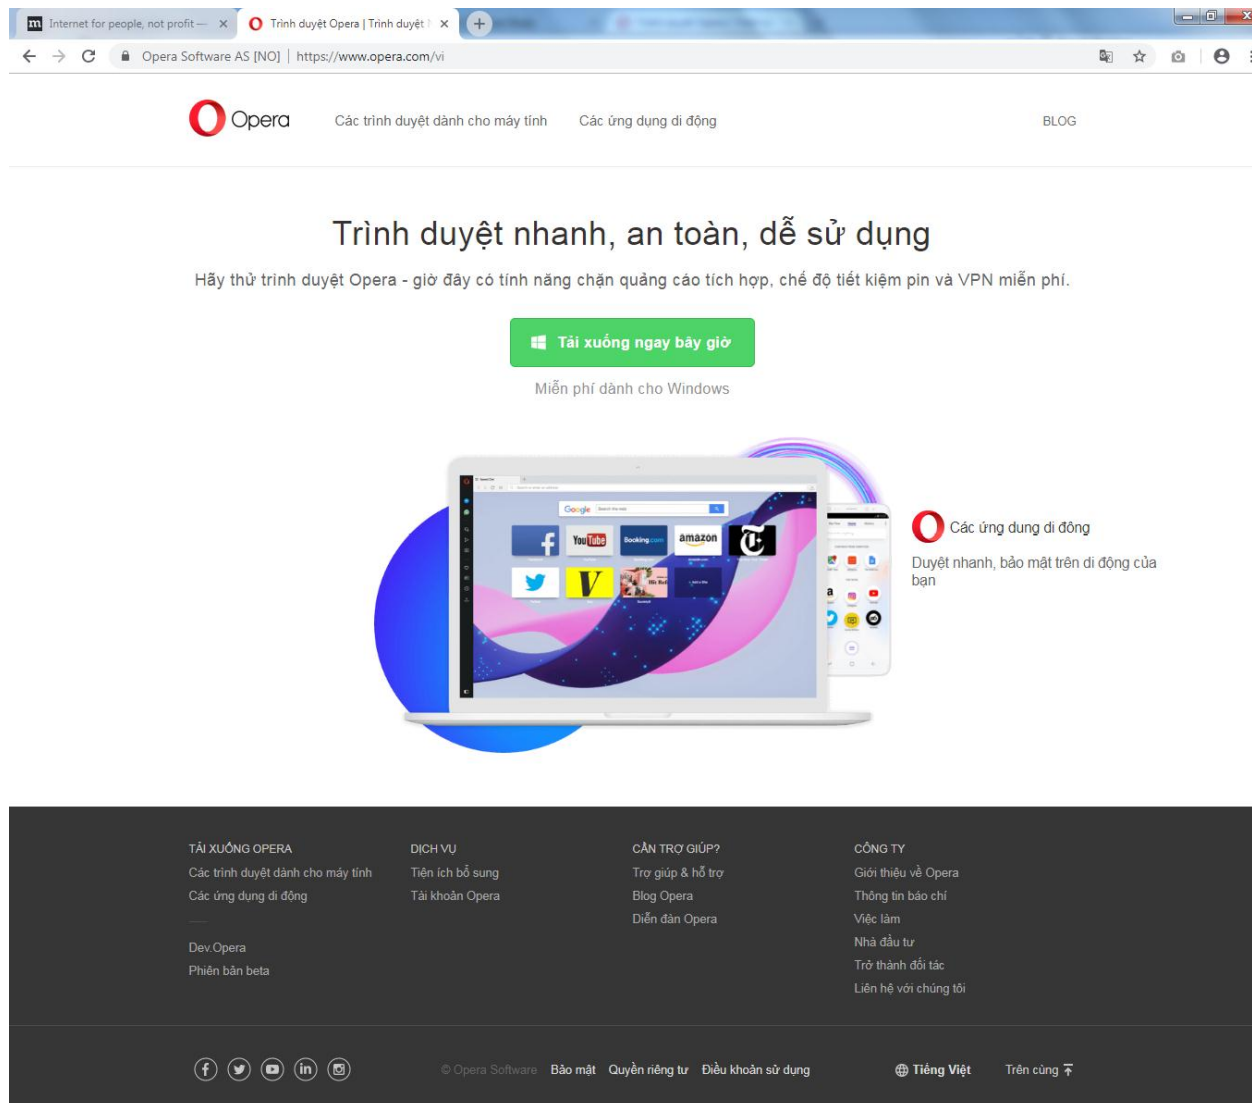 m Internet for people, not profit —
Trình duyệt Opera | Trình duyệt
Opera Software AS [NO] | https://www.opera.com/vi
Opera Các trình duyệt dành cho máy tính Các ứng dụng di động BLOG
Trình duyệt nhanh, an toàn, dễ sử dụng
Hãy thử trình duyệt Opera - giờ đây có tính năng chặn quảng cáo tích hợp, chế độ tiết kiệm pin và VPN miễn phí.
Tải xuống ngay bây giờ
Miễn phí dành cho Windows
Google Search the web
YouTube Booking.com amazon
Các ứng dụng di động
Duyệt nhanh, bảo mật trên di động của
bạn
TẢI XUỐNG OPERA DỊCH VỤ CẦN TRỢ GIÚP? CÔNG TY
Các trình duyệt dành cho máy tính Tiện ích bổ sung Trợ giúp & hỗ trợ Giới thiệu về Opera
Các ứng dụng di động Tài khoản Opera Blog Opera Thông tin báo chí
Diễn đàn Opera Việc làm
Dev.Opera Nhà đầu tư
Phiên bản beta Trở thành đối tác
Liên hệ với chúng tôi
© Opera Software Bảo mật Quyền riêng tư Điều khoản sử dụng Tiếng Việt Trên cùng